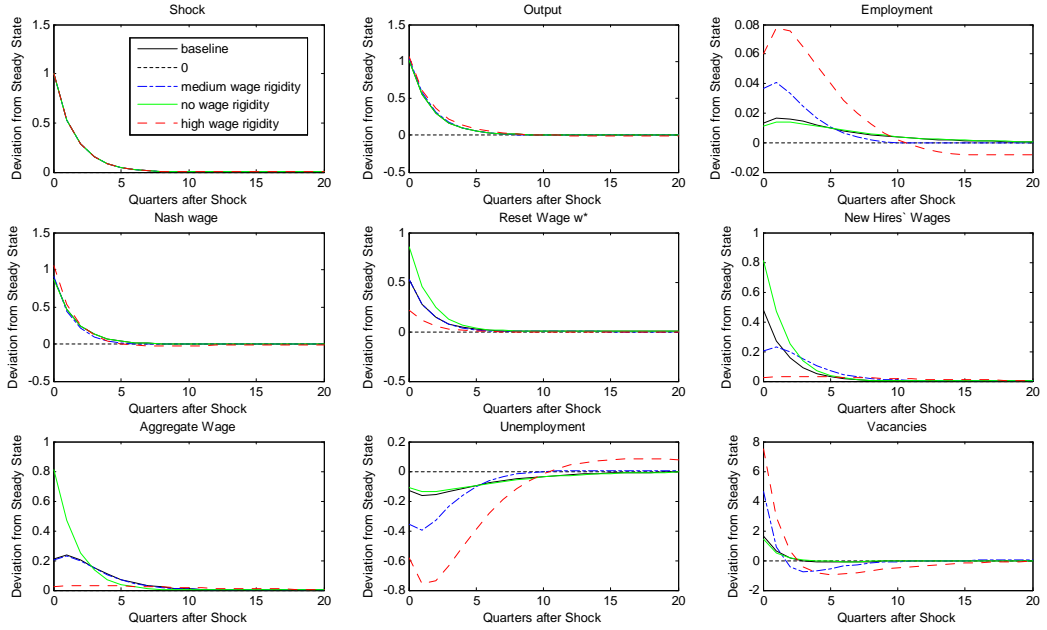 Shock
Deviation from Steady State
1.5
1
0.5
0
0 5 10 15 20
Quarters after Shock
baseline
0
medium wage rigidity
no wage rigidity
high wage rigidity
Output
Deviation from Steady State
1.5
1
0.5
0
-0.5
0 5 10 15 20
Quarters after Shock
Employment
Deviation from Steady State
0.08
0.06
0.04
0.02
0
0.02
0 5 10 15 20
Quarters after Shock
Nash wage
Deviation from Steady State
1.5
1
0.5
0
-0.5
0 5 10 15 20
Quarters after Shock
Reset Wage w*
Deviation from Steady State
1
0.5
0
-0.5
0 5 10 15 20
Quarters after Shock
New Hires` Wages
Deviation from Steady State
1
0.8
0.6
0.4
0.2
0
0 5 10 15 20
Quarters after Shock
Aggregate Wage
Deviation from Steady State
1
0.8
0.6
0.4
0.2
0
0 5 10 15 20
Quarters after Shock
Unemployment
Deviation from Steady State
0.2
0
-0.2
-0.4
-0.6
-0.8
0 5 10 15 20
Quarters after Shock
Vacancies
Deviation from Steady State
8
6
4
2
0
-2
0 5 10 15 20
Quarters after Shock